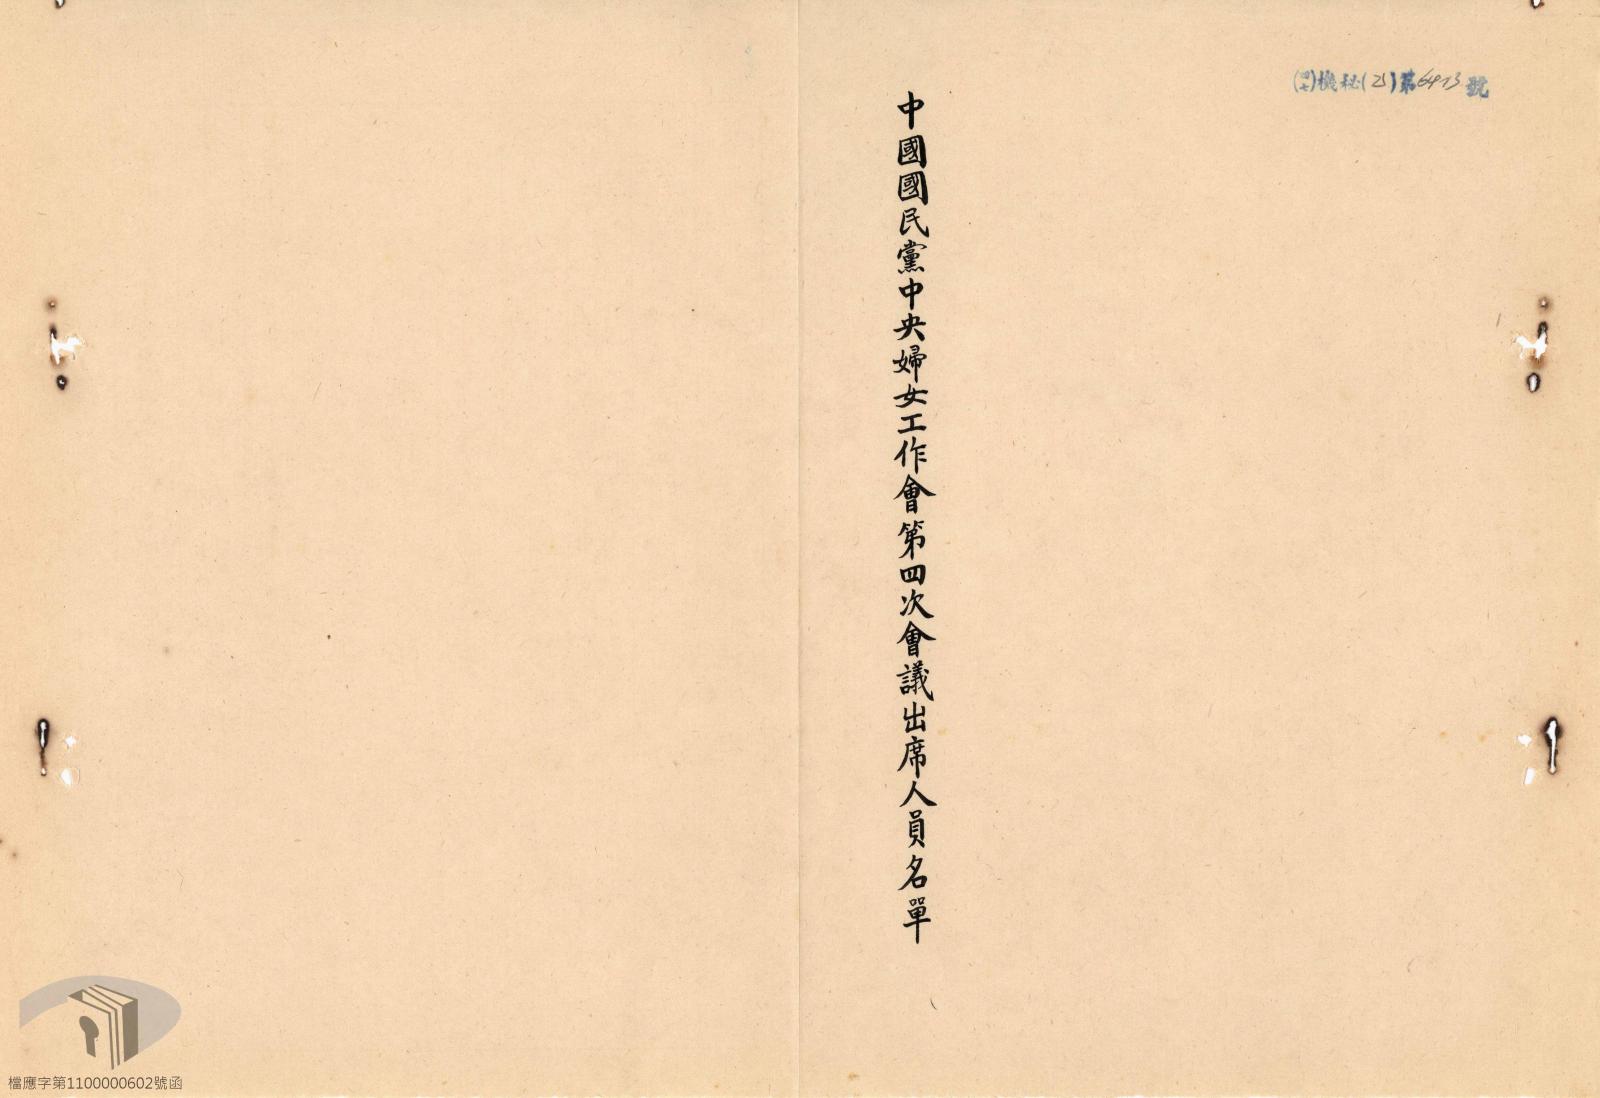 (四七)機秘(乙)第64-73號
中國國民黨中央婦女工作會第四次會議出席人員名單
檔應字第1100000602號函